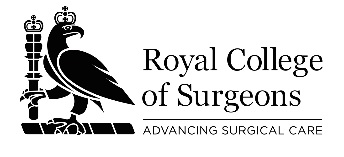 Royal College
of Surgeons
ADVANCING SURGICAL CARE